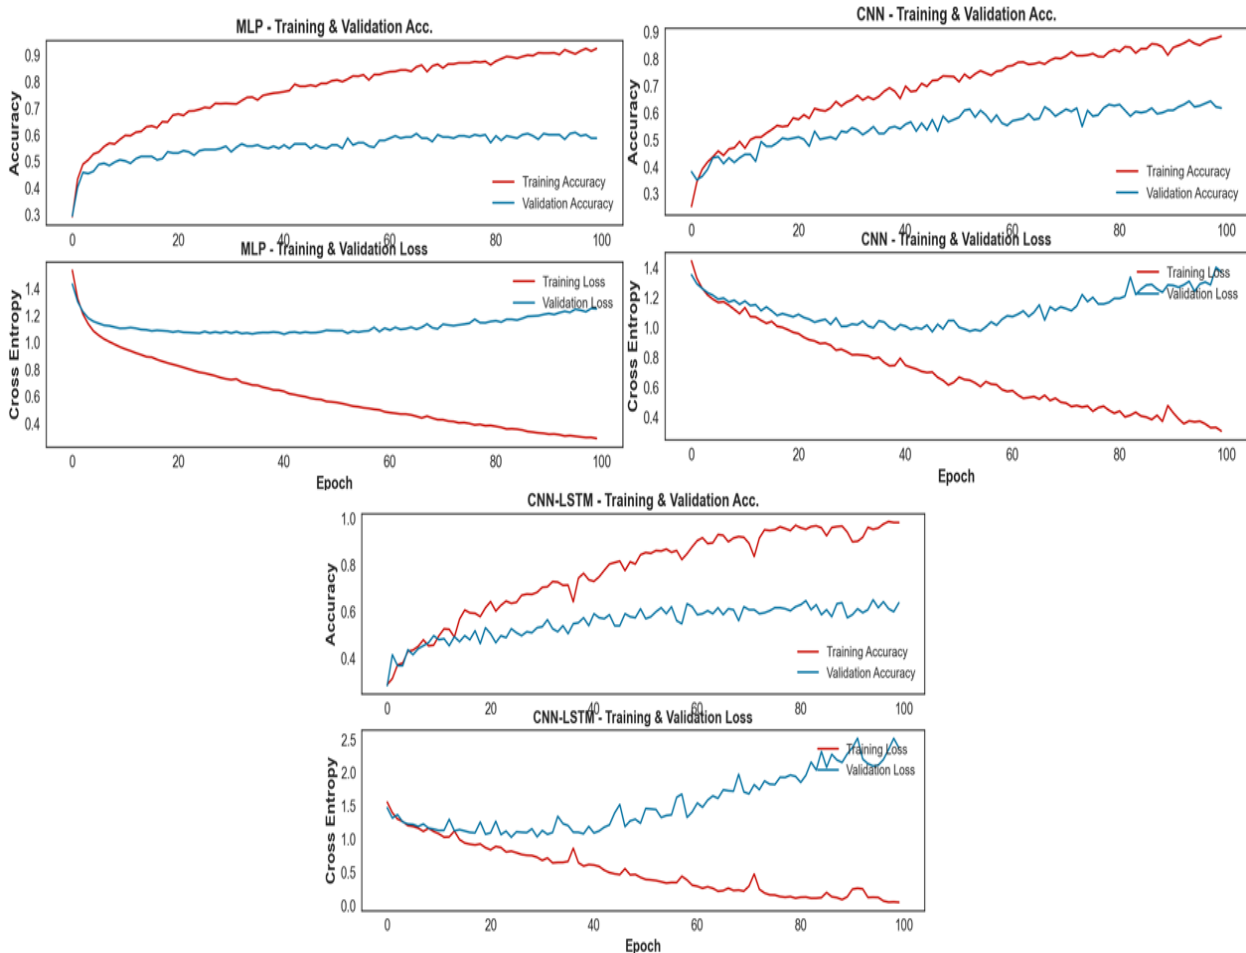 MLP - Training & Validation Acc.
Accuracy
0.9
0.8
0.7
0.6
0.5
0.4
0.3
Training Accuracy
Validation Accuracy
0 20 40 60 80 100
MLP - Training & Validation Loss
Cross Entropy
1.4
1.2
1.0
0.8
0.6
0.4
Training Loss
Validation Loss
0 20 40 60 80 100
Epoch
CNN - Training & Validation Acc.
Accuracy
0.9
0.8
0.7
0.6
0.5
0.4
0.3
Training Accuracy
Validation Accuracy
0 20 40 60 80 100
CNN - Training & Validation Loss
Cross Entropy
1.4
1.2
1.0
0.8
0.6
0.4
Training Loss
Validation Loss
0 20 40 60 80 100
Epoch
CNN-LSTM - Training & Validation Acc.
Accuracy
1.0
0.8
0.6
0.4
Training Accuracy
Validation Accuracy
0 20 40 60 80 100
CNN-LSTM - Training & Validation Loss
Cross Entropy
2.5
2.0
1.5
1.0
0.5
0.0
Training Loss
Validation Loss
0 20 40 60 80 100
Epoch